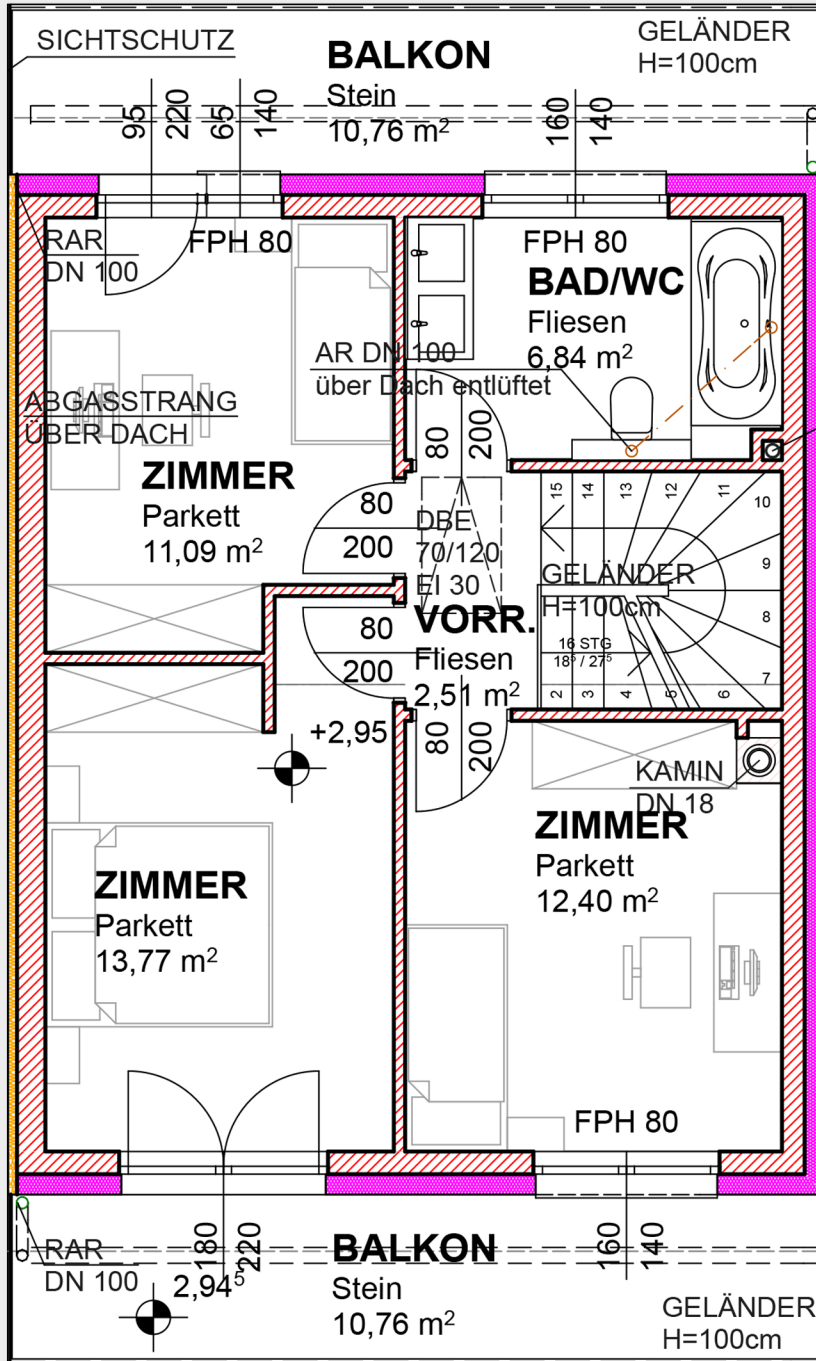 SICHTSCHUTZ
BALKON
Stein
10,76 m²
GELÄNDER
H=100cm
95
220
65
140
160
140
RAR
DN 100
FPH 80
FPH 80
BAD/WC
Fliesen
6,84 m²
AR DN 100
über Dach entlüftet
ABGASSTRANG
ÜBER DACH
80
200
ZIMMER
Parkett
11,09 m²
80
200
DBE
70/120
EI 30
15
14
13
12
11
10
9
8
7
GELÄNDER
H=100cm
16 STG
18⁵ / 27⁵
2
3
4
5
6
80
200
VORR.
Fliesen
2,51 m²
+2,95
80
200
KAMIN
DN 18
ZIMMER
Parkett
12,40 m²
ZIMMER
Parkett
13,77 m²
FPH 80
RAR
DN 100
180
220
2,94⁵
BALKON
Stein
10,76 m²
160
140
GELÄNDER
H=100cm